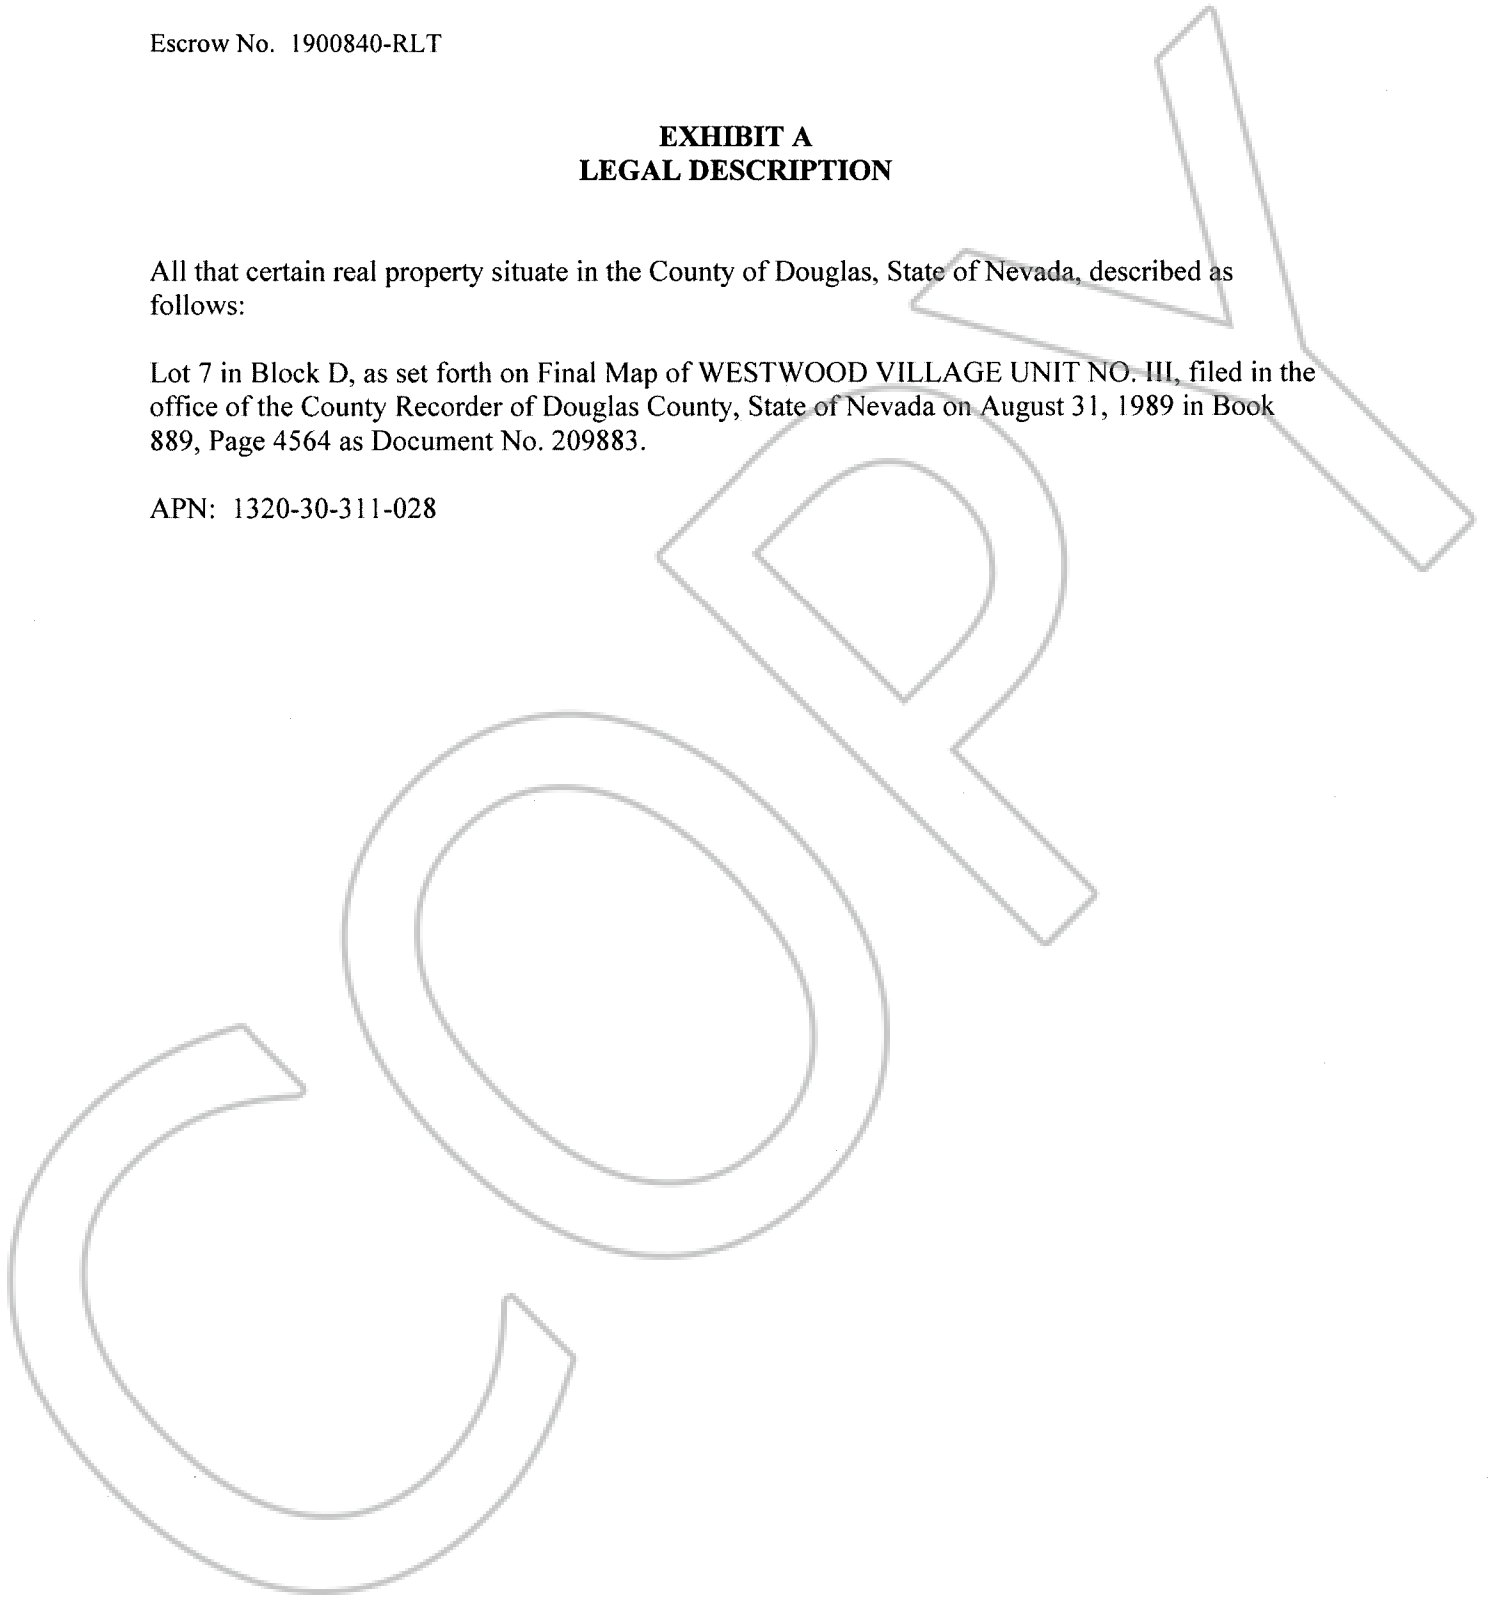 Escrow No. 1900840-RLT
EXHIBIT A
LEGAL DESCRIPTION
All that certain real property situate in the County of Douglas, State of Nevada, described as
follows:
Lot 7 in Block D, as set forth on Final Map of WESTWOOD VILLAGE UNIT NO. III, filed in the
office of the County Recorder of Douglas County, State of Nevada on August 31, 1989 in Book
889, Page 4564 as Document No. 209883.
APN: 1320-30-311-028
COPY